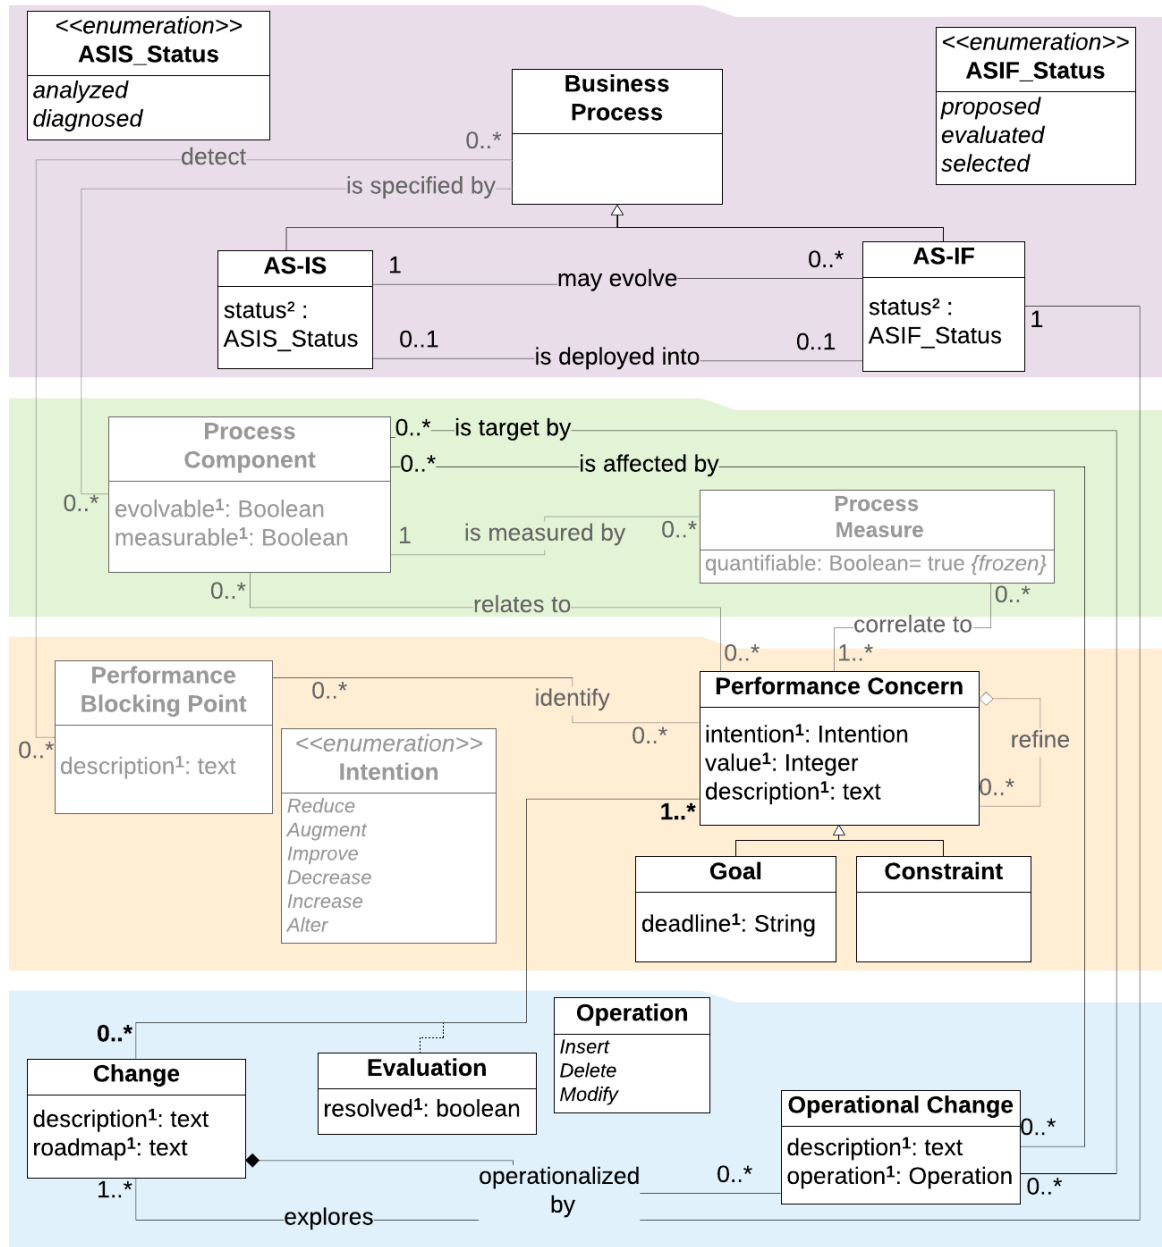 <<enumeration>>
ASIS_Status
analyzed
diagnosed
<<enumeration>>
ASIF_Status
proposed
evaluated
selected
Business
Process
0..*
detect
is specified by
AS-IS
status² :
ASIS_Status
1
may evolve
0..*
0..1
is deployed into
0..1
AS-IF
status² :
ASIF_Status
1
Process
Component
evolvable¹: Boolean
measurable¹: Boolean
0..*
0..*
is target by
0..*
is affected by
1
is measured by
0..*
Process
Measure
quantifiable: Boolean= true {frozen}
0..*
relates to
0..*
correlate to
0..*
1..*
Performance
Blocking Point
description¹: text
0..*
0..*
identify
0..*
<<enumeration>>
Intention
Reduce
Augment
Improve
Decrease
Increase
Alter
Performance Concern
intention¹: Intention
value¹: Integer
description¹: text
refine
0..*
1..*
Goal
deadline¹: String
Constraint
0..*
Change
description¹: text
roadmap¹: text
Evaluation
resolved¹: boolean
Operation
Insert
Delete
Modify
Operational Change
description¹: text
operation¹: Operation
0..*
0..*
operationalized
by
0..*
1..*
explores